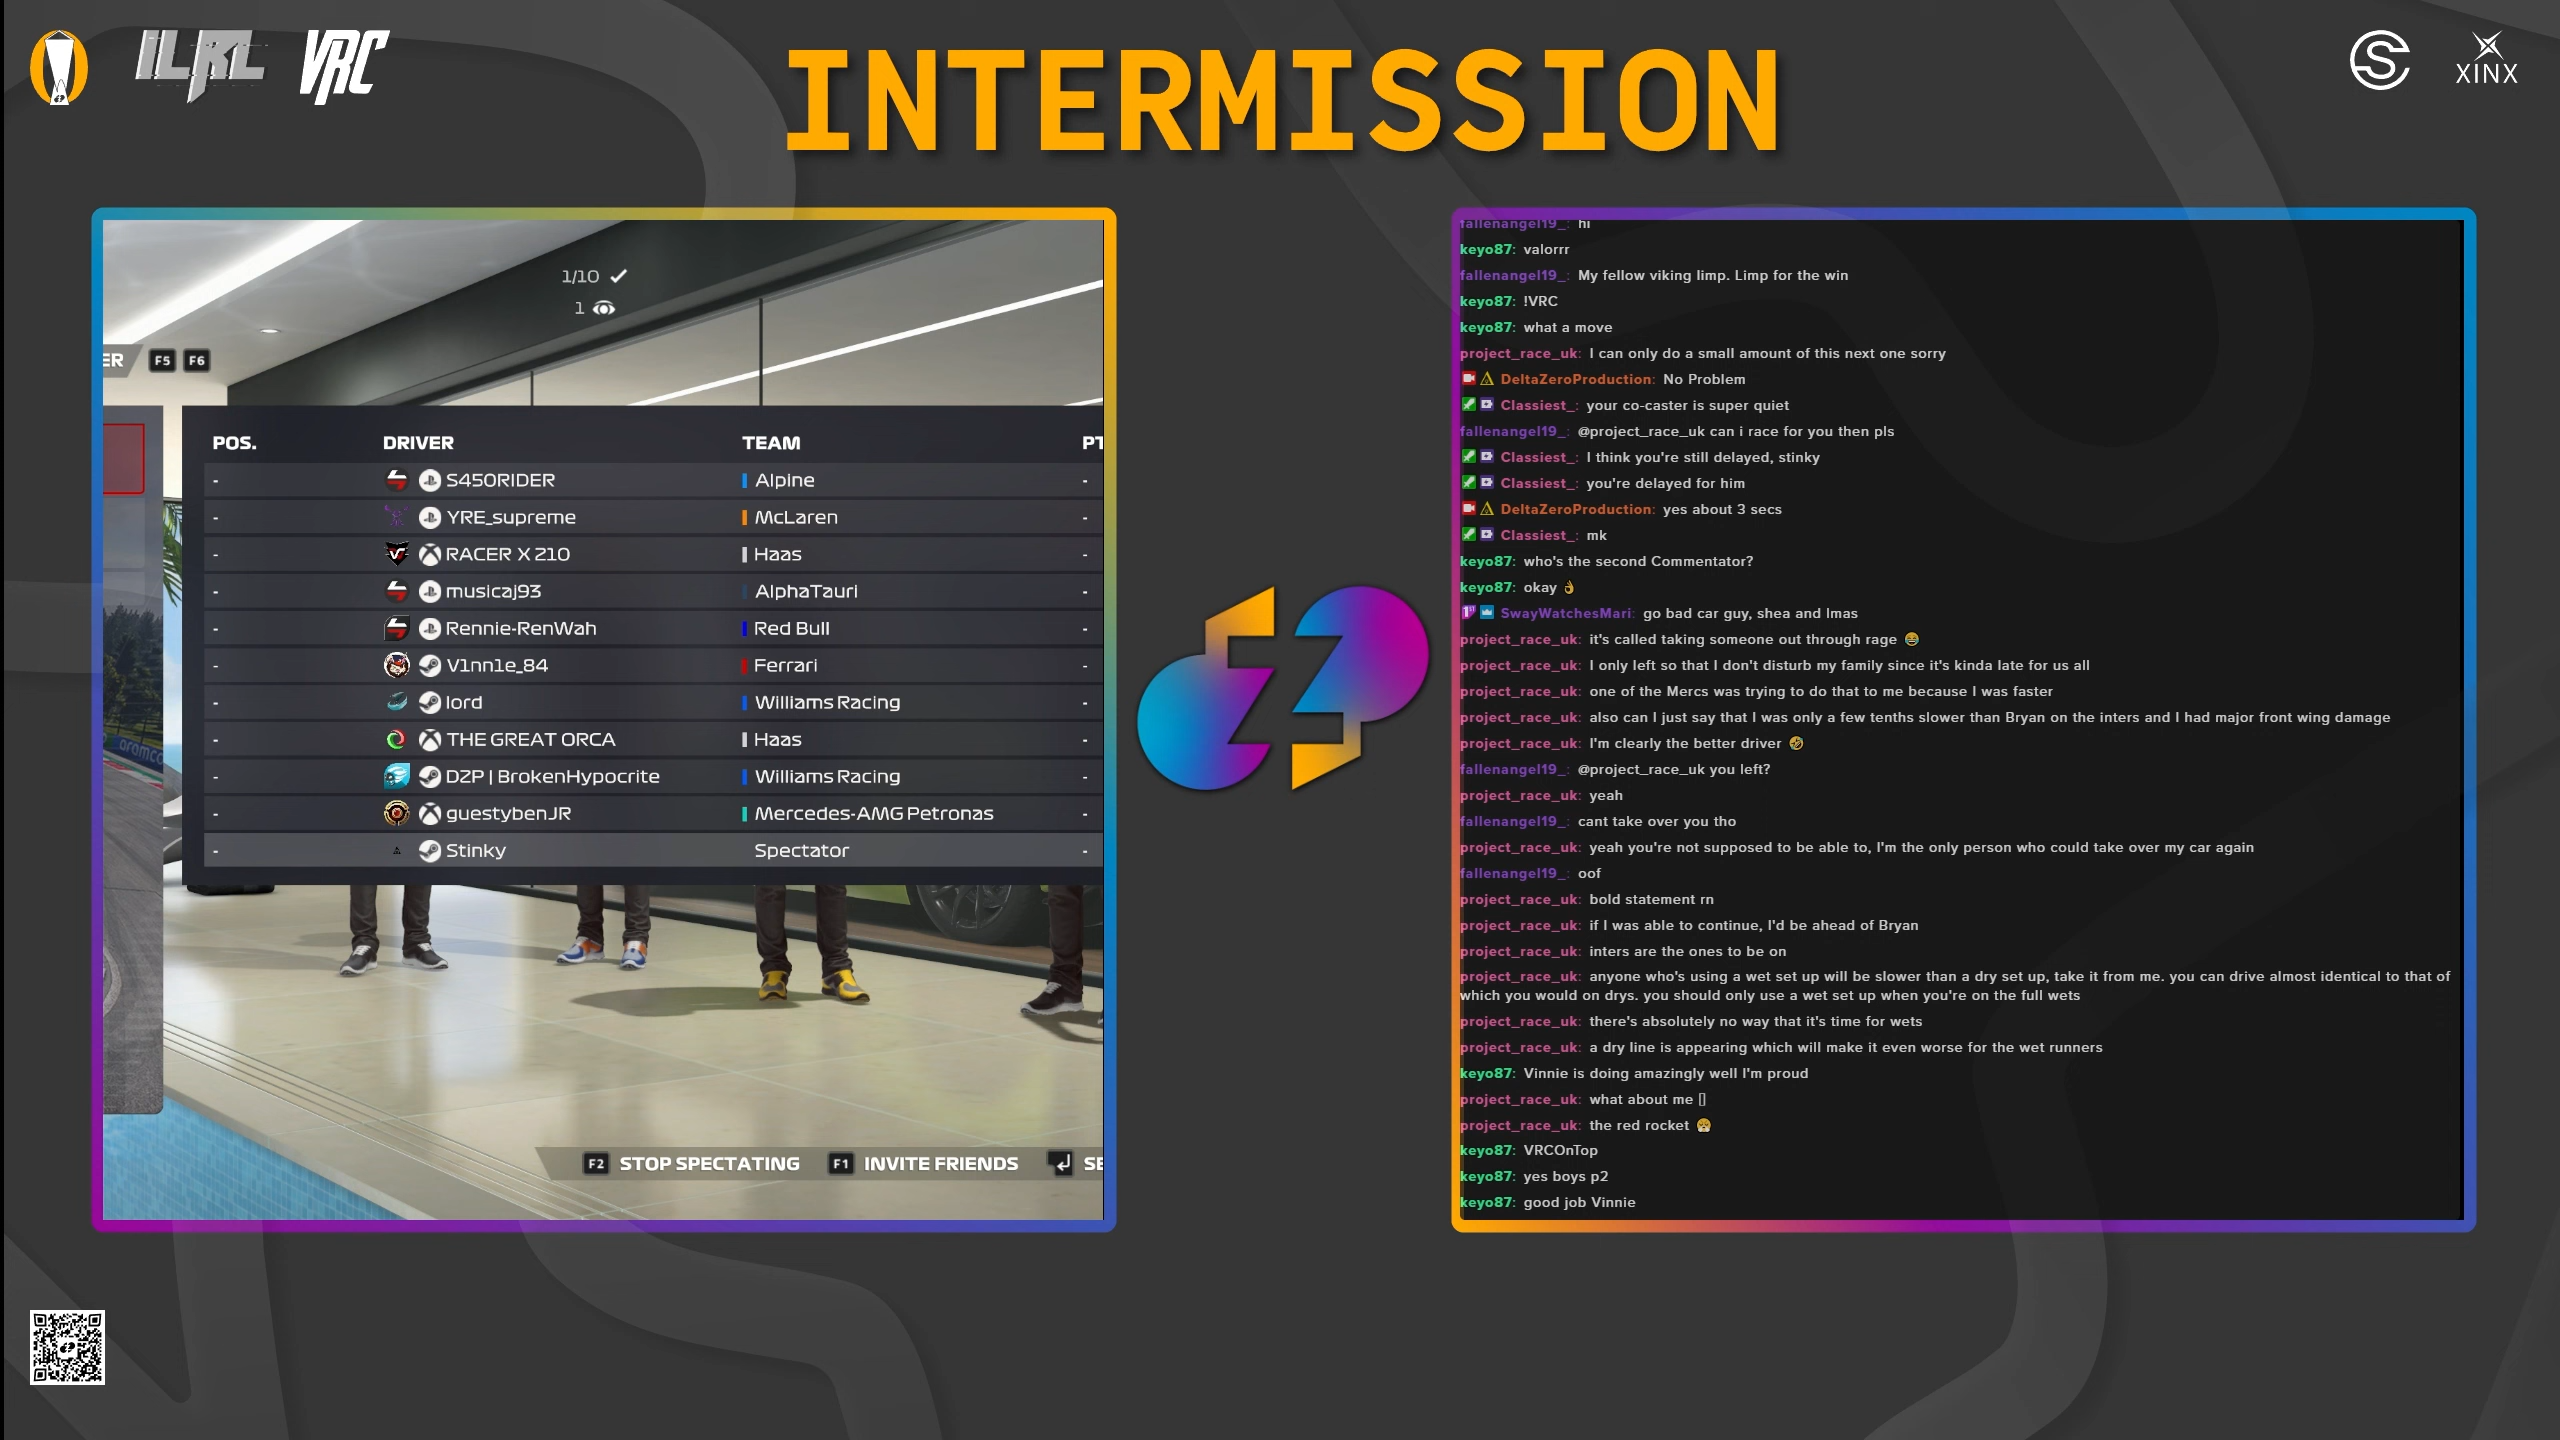 ILRL VRC
INTERMISSION
XINX
1/10
1
ER F5 F6
POS. DRIVER TEAM PT
- S450RIDER Alpine -
- YRE_supreme McLaren -
- RACER X 210 Haas -
- musicaj93 AlphaTauri -
- Rennie-RenWah Red Bull -
- V1nn1e_84 Ferrari -
- lord Williams Racing -
- THE GREAT ORCA Haas -
- DZP | BrokenHypocrite Williams Racing -
- guestybenJR Mercedes-AMG Petronas -
- Stinky Spectator -
aramco
F2 STOP SPECTATING F1 INVITE FRIENDS SE
fallenangel19_: hi
keyo87: valorrr
fallenangel19_: My fellow viking limp. Limp for the win
keyo87: !VRC
keyo87: what a move
project_race_uk: I can only do a small amount of this next one sorry
DeltaZeroProduction: No Problem
Classiest_: your co-caster is super quiet
fallenangel19_: @project_race_uk can i race for you then pls
Classiest_: I think you're still delayed, stinky
Classiest_: you're delayed for him
DeltaZeroProduction: yes about 3 secs
Classiest_: mk
keyo87: who's the second Commentator?
keyo87: okay 👌
SwayWatchesMari: go bad car guy, shea and lmas
project_race_uk: it's called taking someone out through rage 😂
project_race_uk: I only left so that I don't disturb my family since it's kinda late for us all
project_race_uk: one of the Mercs was trying to do that to me because I was faster
project_race_uk: also can I just say that I was only a few tenths slower than Bryan on the inters and I had major front wing damage
project_race_uk: I'm clearly the better driver 🤣
fallenangel19_: @project_race_uk you left?
project_race_uk: yeah
fallenangel19_: cant take over you tho
project_race_uk: yeah you're not supposed to be able to, I'm the only person who could take over my car again
fallenangel19_: oof
project_race_uk: bold statement rn
project_race_uk: if I was able to continue, I'd be ahead of Bryan
project_race_uk: inters are the ones to be on
project_race_uk: anyone who's using a wet set up will be slower than a dry set up, take it from me. you can drive almost identical to that of
which you would on drys. you should only use a wet set up when you're on the full wets
project_race_uk: there's absolutely no way that it's time for wets
project_race_uk: a dry line is appearing which will make it even worse for the wet runners
keyo87: Vinnie is doing amazingly well I'm proud
project_race_uk: what about me []
project_race_uk: the red rocket 😤
keyo87: VRCOnTop
keyo87: yes boys p2
keyo87: good job Vinnie